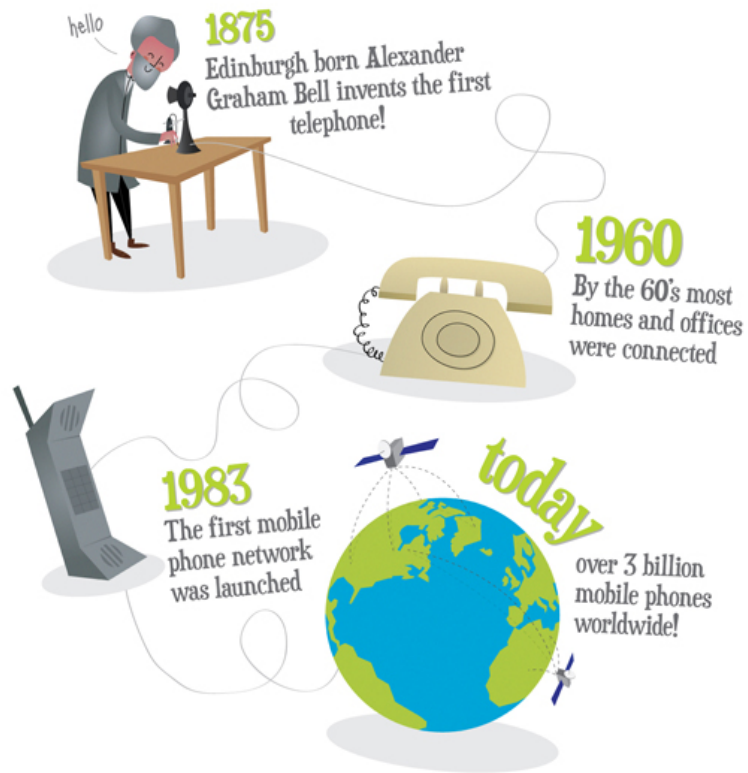 hello
1875
Edinburgh born Alexander
Graham Bell invents the first
telephone!
1960
By the 60's most
homes and offices
were connected
1983
The first mobile
phone network
was launched
today
over 3 billion
mobile phones
worldwide!